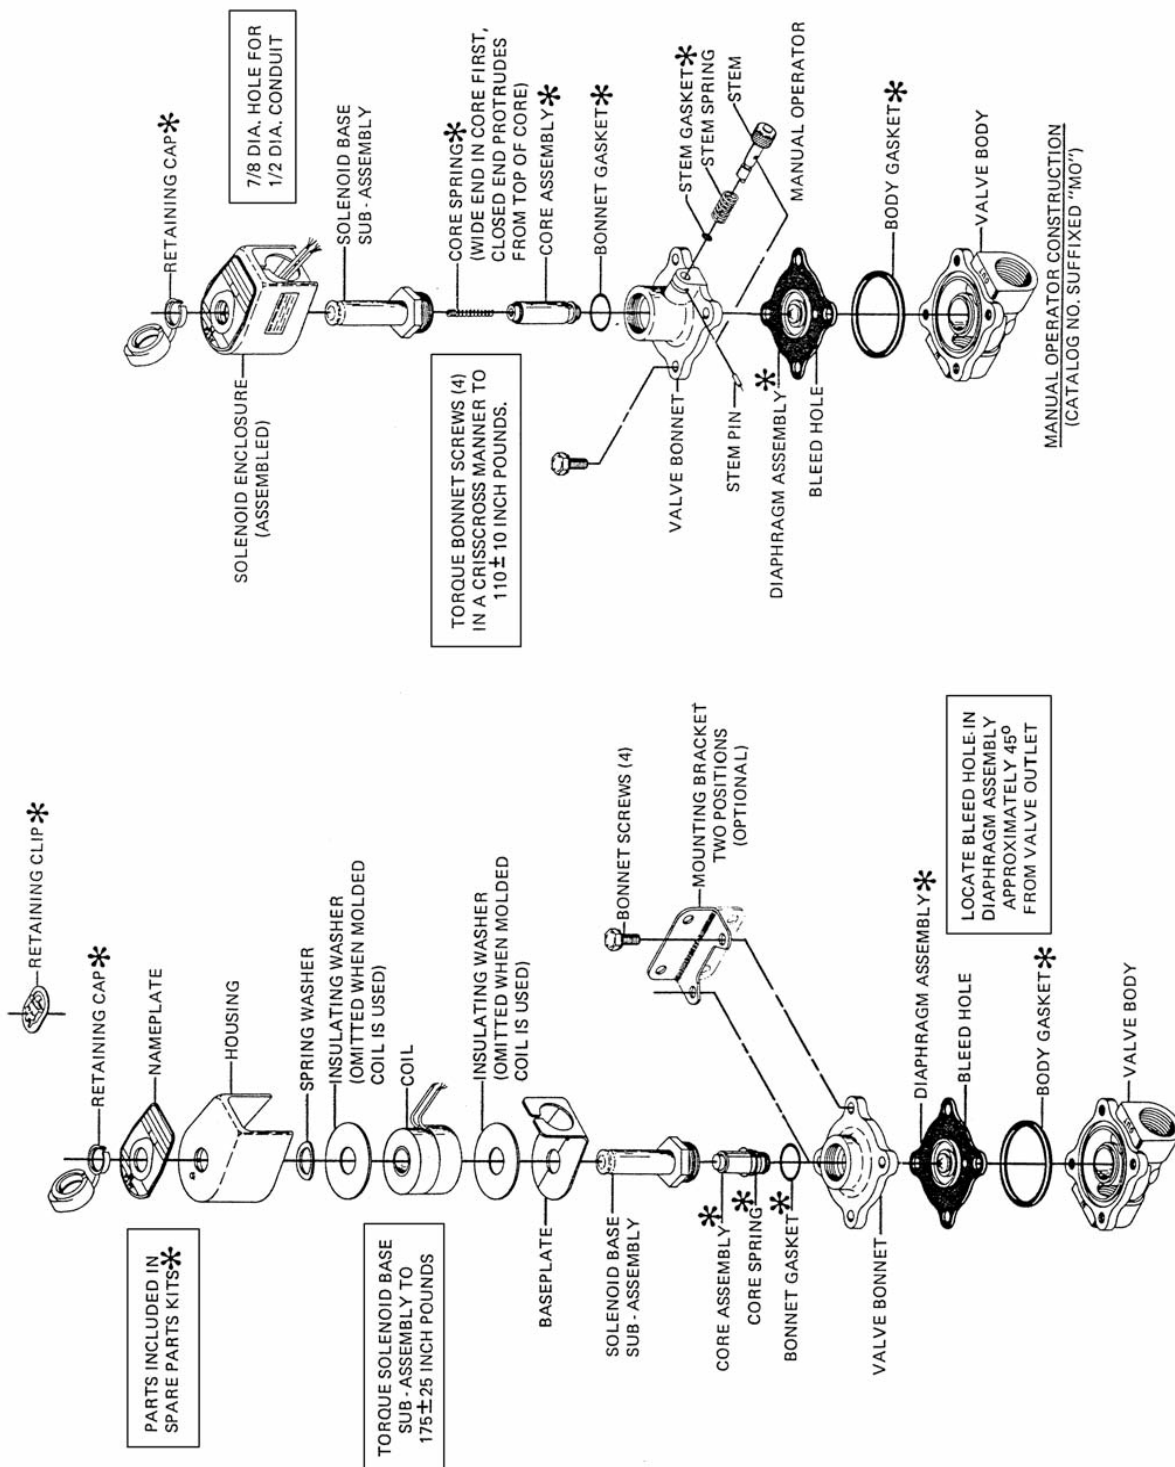 PARTS INCLUDED IN
SPARE PARTS KITS*
RETAINING CLIP*
RETAINING CAP*
NAMEPLATE
HOUSING
SPRING WASHER
INSULATING WASHER
(OMITTED WHEN MOLDED
COIL IS USED)
COIL
INSULATING WASHER
(OMITTED WHEN MOLDED
COIL IS USED)
TORQUE SOLENOID BASE
SUB - ASSEMBLY TO
175±25 INCH POUNDS
BASEPLATE
SOLENOID BASE
SUB - ASSEMBLY
CORE ASSEMBLY*
CORE SPRING*
BONNET GASKET*
VALVE BONNET
BONNET SCREWS (4)
MOUNTING BRACKET
TWO POSITIONS
(OPTIONAL)
DIAPHRAGM ASSEMBLY*
BLEED HOLE
BODY GASKET*
VALVE BODY
LOCATE BLEED HOLE IN
DIAPHRAGM ASSEMBLY
APPROXIMATELY 45º
FROM VALVE OUTLET
RETAINING CAP*
7/8 DIA. HOLE FOR
1/2 DIA. CONDUIT
SOLENOID ENCLOSURE
(ASSEMBLED)
SOLENOID BASE
SUB - ASSEMBLY
CORE SPRING*
(WIDE END IN CORE FIRST,
CLOSED END PROTRUDES
FROM TOP OF CORE)
CORE ASSEMBLY*
BONNET GASKET*
TORQUE BONNET SCREWS (4)
IN A CRISSCROSS MANNER TO
110±10 INCH POUNDS.
STEM GASKET*
STEM SPRING
STEM
MANUAL OPERATOR
VALVE BONNET
STEM PIN
DIAPHRAGM ASSEMBLY*
BLEED HOLE
BODY GASKET*
VALVE BODY
MANUAL OPERATOR CONSTRUCTION
(CATALOG NO. SUFFIXED "MO")